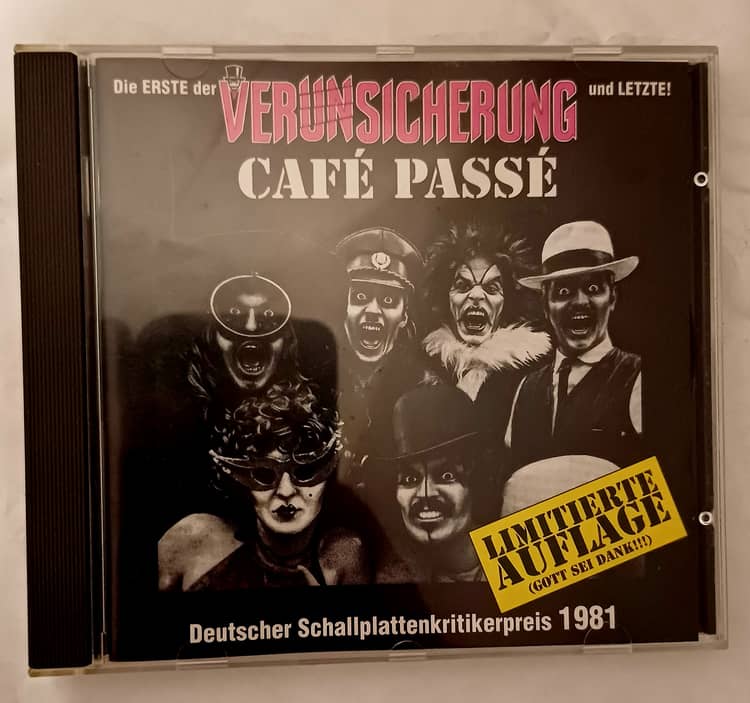 Die ERSTE der VERUNSICHERUNG und LETZTE!
CAFÉ PASSÉ
LIMITIERTE
AUFLAGE
(GOTT SEI DANK!!!)
Deutscher Schallplattenkritikerpreis 1981